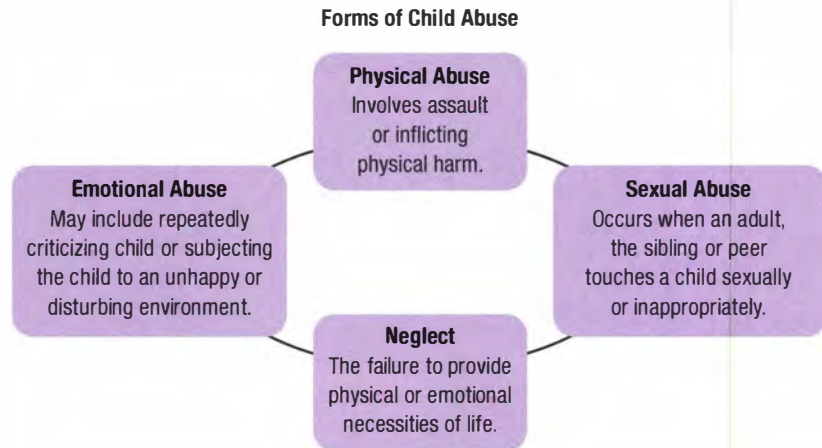 Forms of Child Abuse
Physical Abuse
Involves assault
or inflicting
physical harm.
Emotional Abuse
May include repeatedly
criticizing child or subjecting
the child to an unhappy or
disturbing environment.
Sexual Abuse
Occurs when an adult,
the sibling or peer
touches a child sexually
or inappropriately.
Neglect
The failure to provide
physical or emotional
necessities of life.